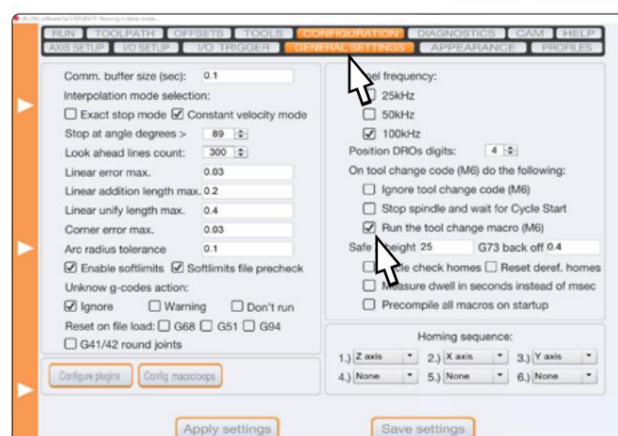 RUN TOOLPATH OFFSETS TOOLS CONFIGURATION DIAGNOSTICS CAM HELP
AXIS SETUP I/O SETUP I/O TRIGGER GENERAL SETTINGS APPEARANCE PROFILES
Comm. buffer size (sec): 0.1
Interpolation mode selection:
Exact stop mode Constant velocity mode
Stop at angle degrees > 89
Look ahead lines count: 300
Linear error max. 0.03
Linear addition length max. 0.2
Linear unify length max. 0.4
Corner error max. 0.03
Arc radius tolerance 0.1
Enable softlimits Softlimits file precheck
Unknow g-codes action:
Ignore Warning Don't run
Reset on file load: G68 G51 G94
G41/42 round joints
Configure plugins Config. macroloops
frequency:
25kHz
50kHz
100kHz
Position DROs digits: 4
On tool change code (M6) do the following:
Ignore tool change code (M6)
Stop spindle and wait for Cycle Start
Run the tool change macro (M6)
Safe height 25 G73 back off 0.4
check homes Reset deref. homes
Measure dwell in seconds instead of msec
Precompile all macros on startup
Homing sequence:
1.) Z axis 2.) X axis 3.) Y axis
4.) None 5.) None 6.) None
Apply settings Save settings